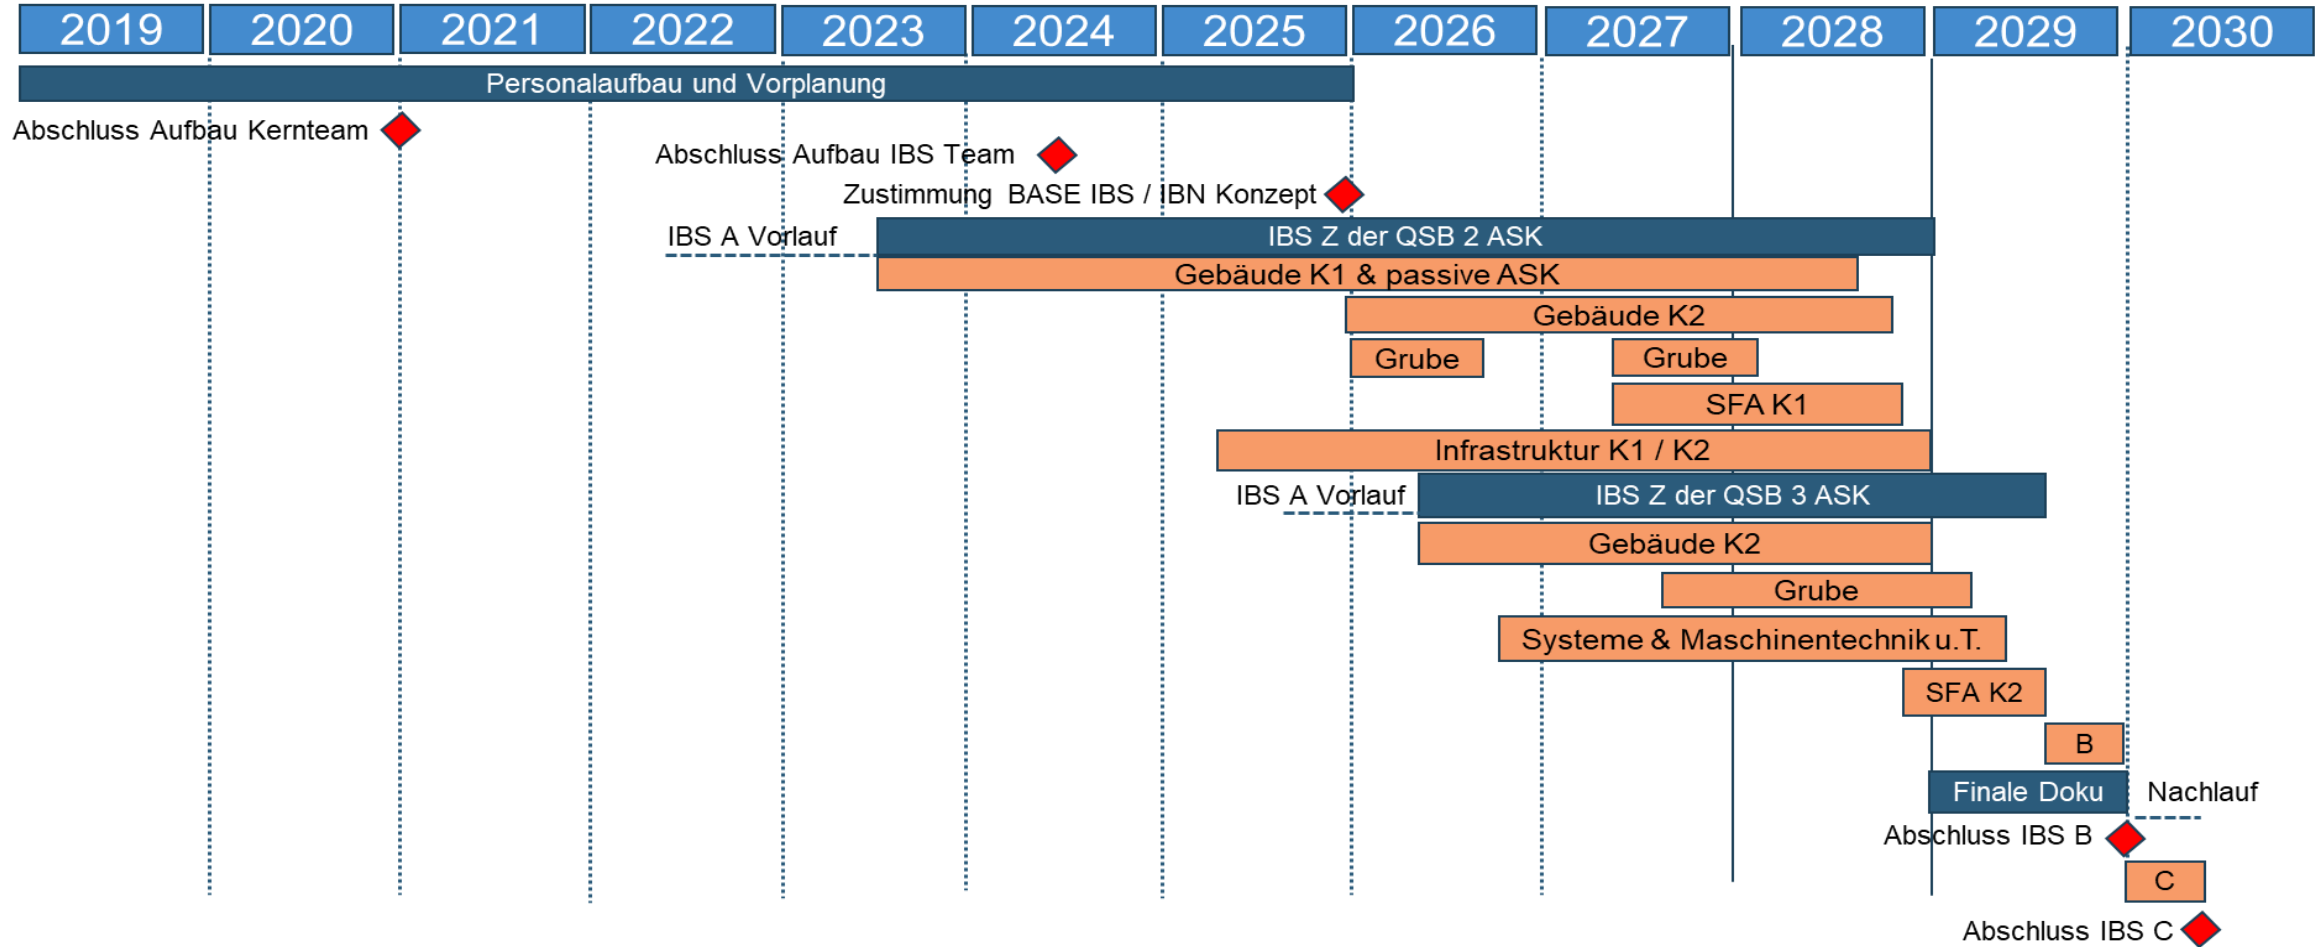 2019 2020 2021 2022 2023 2024 2025 2026 2027 2028 2029 2030
Personalaufbau und Vorplanung
Abschluss Aufbau Kernteam
Abschluss Aufbau IBS Team
Zustimmung BASE IBS / IBN Konzept
IBS A Vorlauf
IBS Z der QSB 2 ASK
Gebäude K1 & passive ASK
Gebäude K2
Grube
Grube
SFA K1
Infrastruktur K1 / K2
IBS A Vorlauf
IBS Z der QSB 3 ASK
Gebäude K2
Grube
Systeme & Maschinentechnik u.T.
SFA K2
B
Finale Doku
Nachlauf
Abschluss IBS B
C
Abschluss IBS C